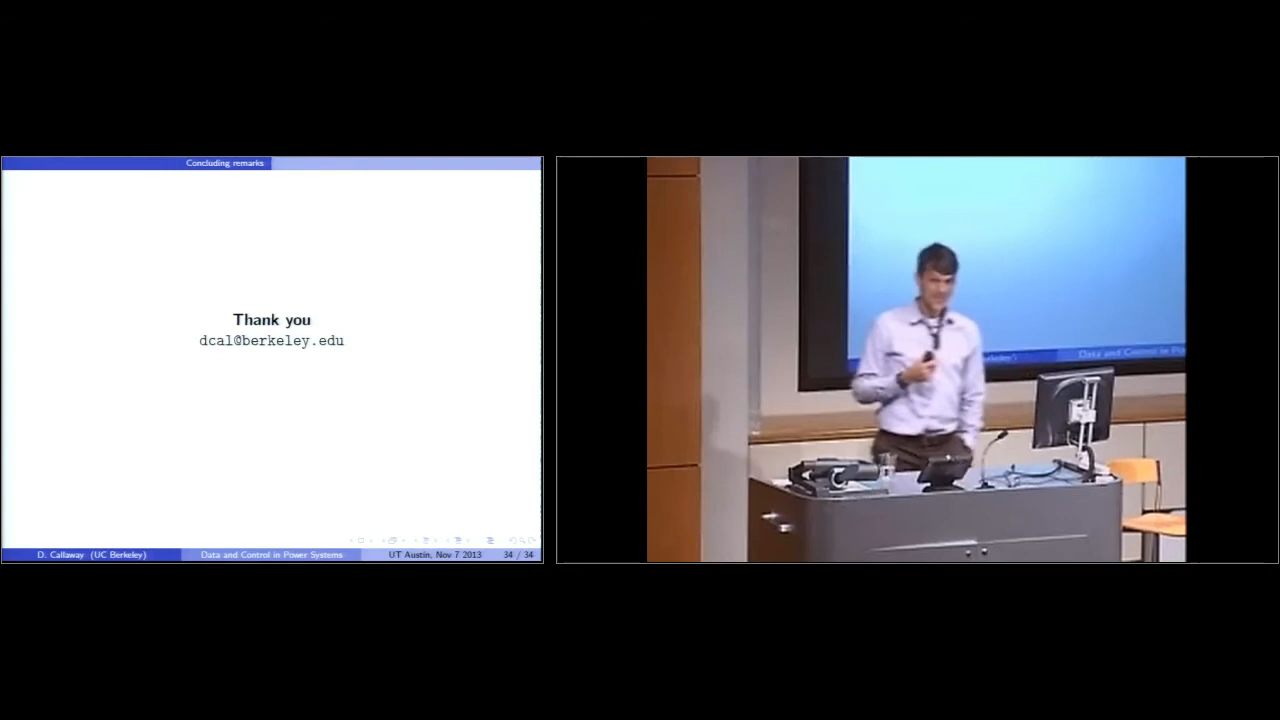 Concluding remarks
Thank you
dcal@berkeley.edu
D. Callaway (UC Berkeley)
Data and Control in Power Systems
UT Austin, Nov 7 2013
34 / 34
Berkeley)
Data and Control in Po